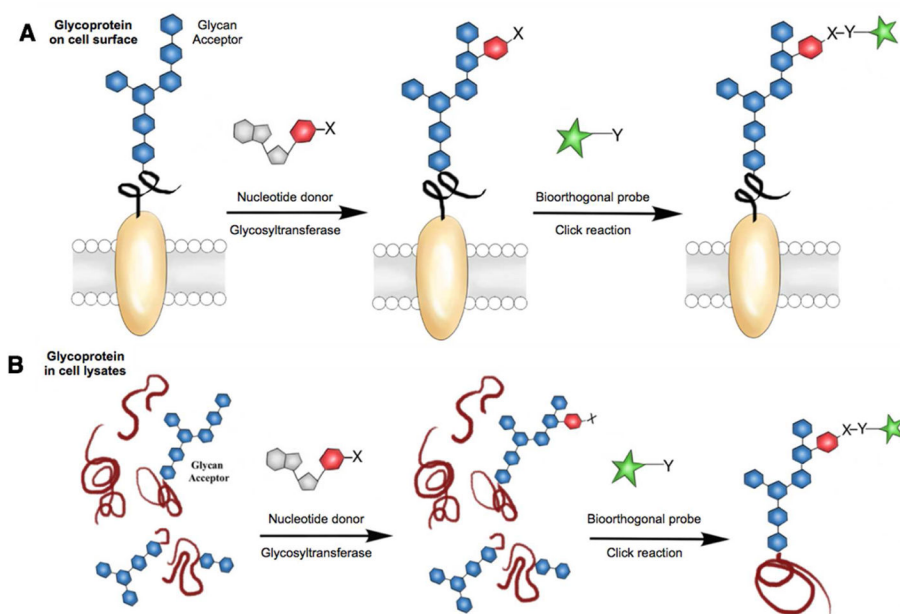 A
Glycoprotein
on cell surface
Glycan
Acceptor
X
Nucleotide donor
Glycosyltransferase
X
Y
Bioorthogonal probe
Click reaction
X–Y
B
Glycoprotein
in cell lysates
Glycan
Acceptor
X
Nucleotide donor
Glycosyltransferase
X
Y
Bioorthogonal probe
Click reaction
X–Y